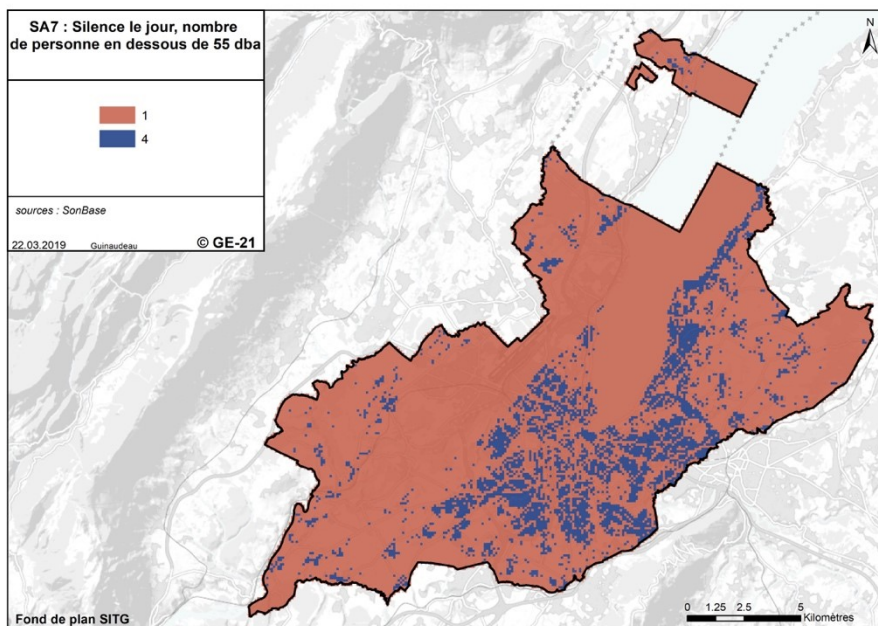 SA7 : Silence le jour, nombre
de personne en dessous de 55 dba
1
4
sources : SonBase
22.03.2019 Guinaudeau © GE-21
N
Fond de plan SITG
0 1.25 2.5 5
Kilomètres